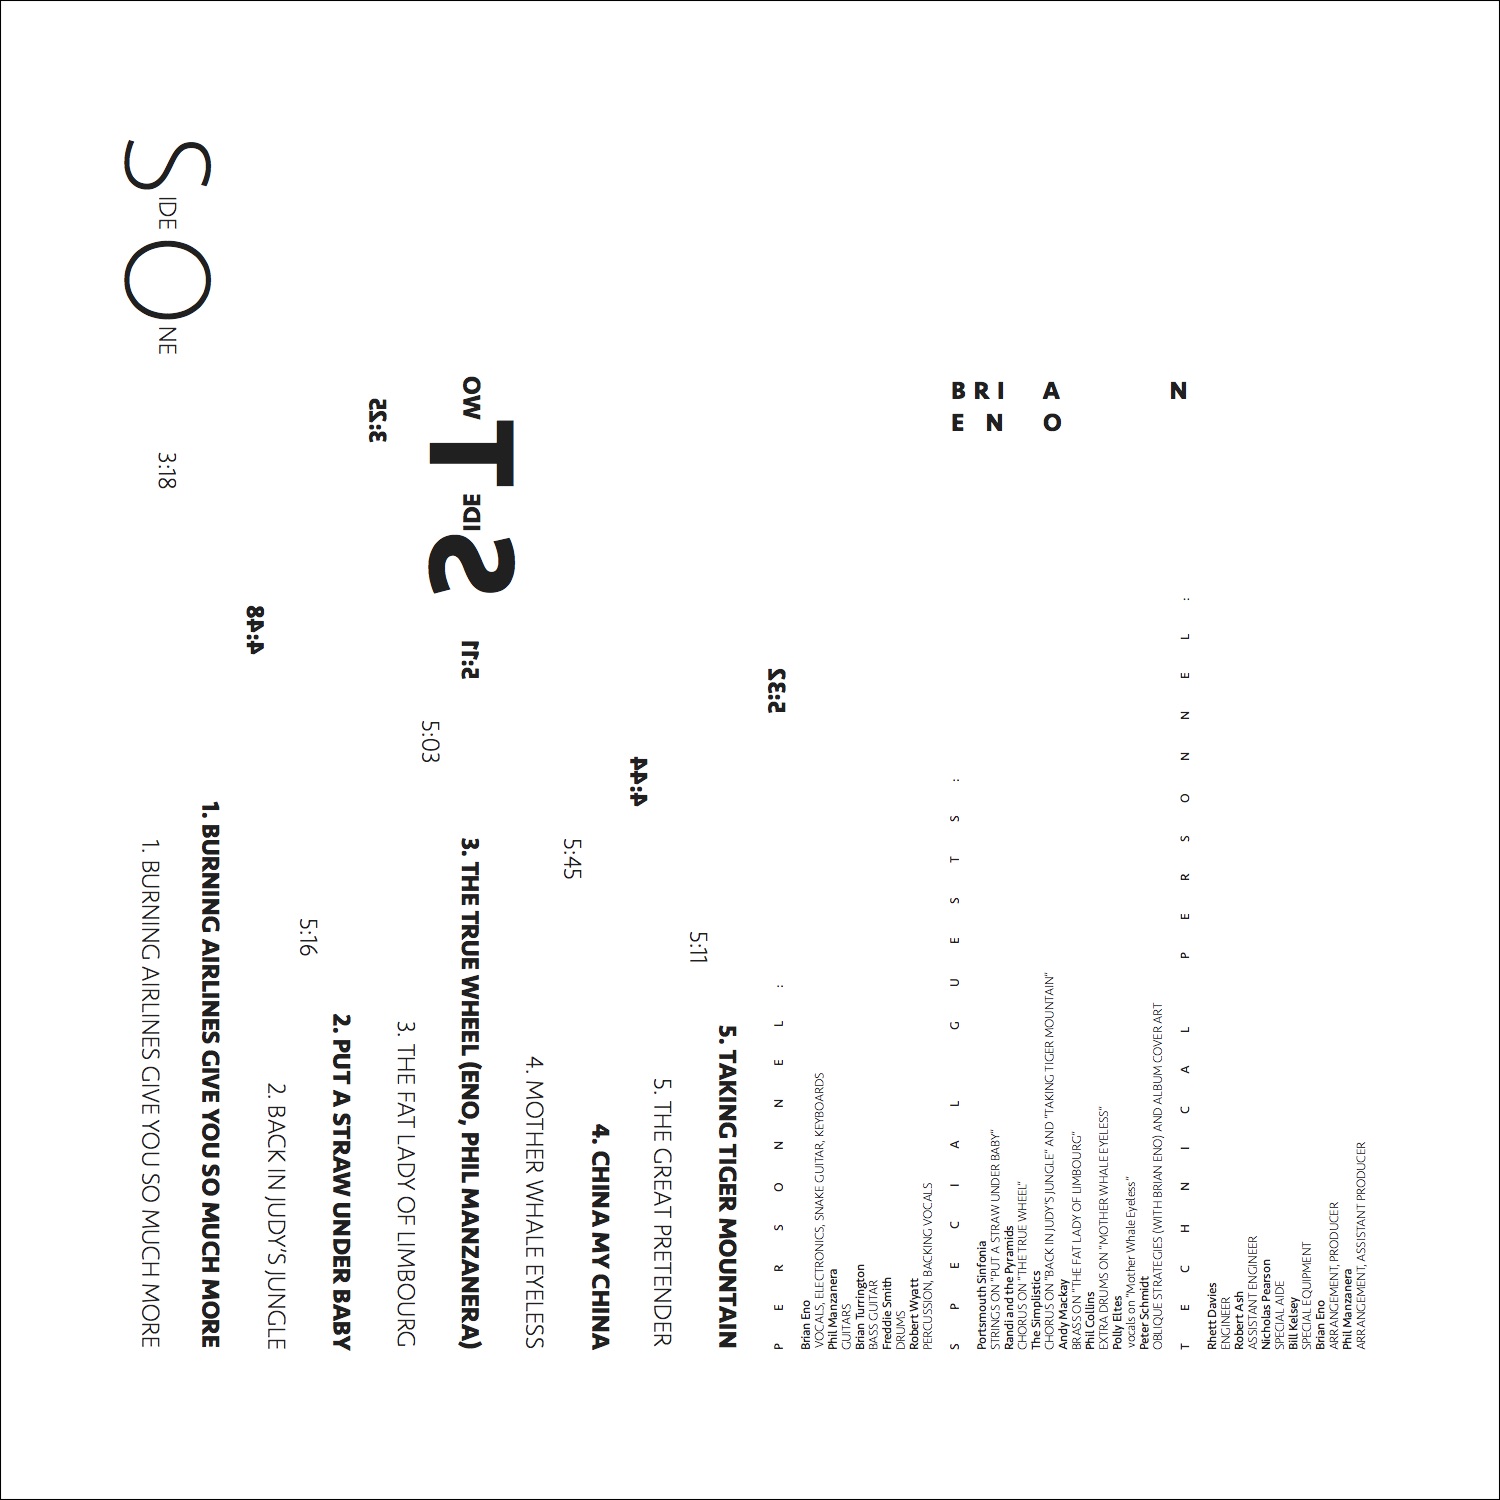 SIDE ONE
3:18
1. BURNING AIRLINES GIVE YOU SO MUCH MORE
4:48
1. BURNING AIRLINES GIVE YOU SO MUCH MORE
5:16
2. BACK IN JUDY'S JUNGLE
3:25
2. PUT A STRAW UNDER BABY
5:03
3. THE FAT LADY OF LIMBOURG
SIDE TWO
5:11
3. THE TRUE WHEEL (ENO, PHIL MANZANERA)
5:45
4. MOTHER WHALE EYELESS
4:44
4. CHINA MY CHINA
5:11
5. THE GREAT PRETENDER
5:32
5. TAKING TIGER MOUNTAIN
BRIAN
ENO
PERSONNEL:
Brian Eno
VOCALS, ELECTRONICS, SNAKE GUITAR, KEYBOARDS
Phil Manzanera
GUITARS
Brian Turrington
BASS GUITAR
Freddie Smith
DRUMS
Robert Wyatt
PERCUSSION, BACKING VOCALS
SPECIAL GUESTS:
Portsmouth Sinfonia
STRINGS ON "PUT A STRAW UNDER BABY"
Randi and the Pyramids
CHORUS ON "THE TRUE WHEEL"
The Simplistics
CHORUS ON "BACK IN JUDY'S JUNGLE" AND "TAKING TIGER MOUNTAIN"
Andy Mackay
BRASS ON "THE FAT LADY OF LIMBOURG"
Phil Collins
EXTRA DRUMS ON "MOTHER WHALE EYELESS"
Polly Eltes
vocals on "Mother Whale Eyeless"
Peter Schmidt
OBLIQUE STRATEGIES (WITH BRIAN ENO) AND ALBUM COVER ART
TECHNICAL PERSONNEL:
Rhett Davies
ENGINEER
Robert Ash
ASSISTANT ENGINEER
Nicholas Pearson
SPECIAL AIDE
Bill Kelsey
SPECIAL EQUIPMENT
Brian Eno
ARRANGEMENT, PRODUCER
Phil Manzanera
ARRANGEMENT, ASSISTANT PRODUCER